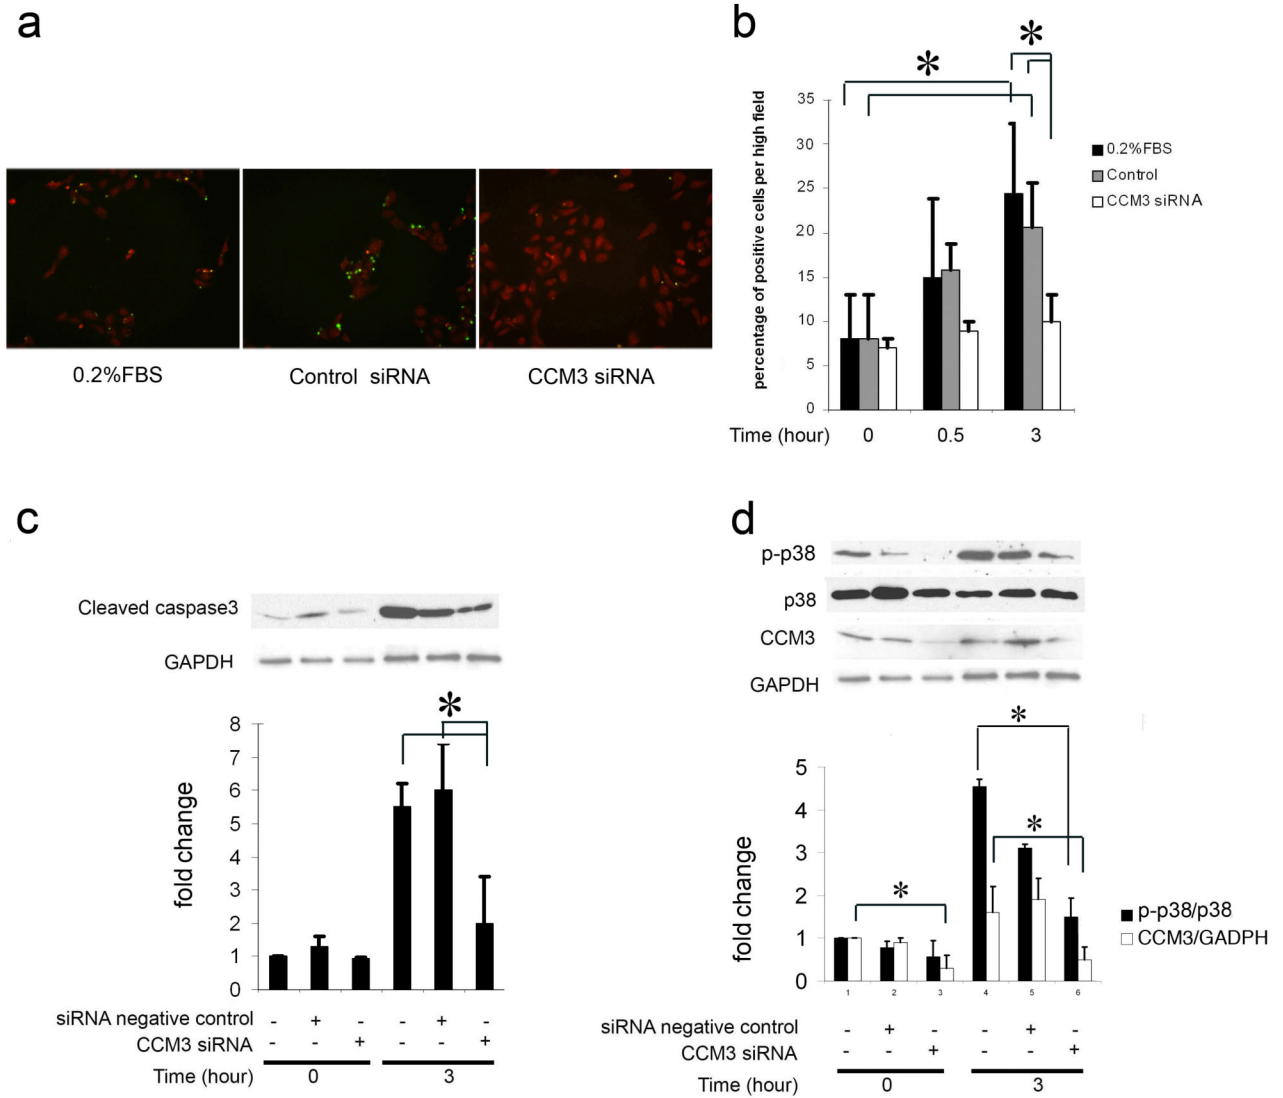 a
0.2%FBS
Control siRNA
CCM3 siRNA
b
*
*
percentage of positive cells per high field
35
30
25
20
15
10
5
0
0.2%FBS
Control
CCM3 siRNA
Time (hour) 0 0.5 3
c
Cleaved caspase3
GAPDH
*
fold change
8
7
6
5
4
3
2
1
0
siRNA negative control - + - - + -
CCM3 siRNA - - + - - +
Time (hour) 0 3
d
p-p38
p38
CCM3
GAPDH
*
*
*
fold change
5
4
3
2
1
0
1 2 3 4 5 6
p-p38/p38
CCM3/GADPH
siRNA negative control - + - - + -
CCM3 siRNA - - + - - +
Time (hour) 0 3